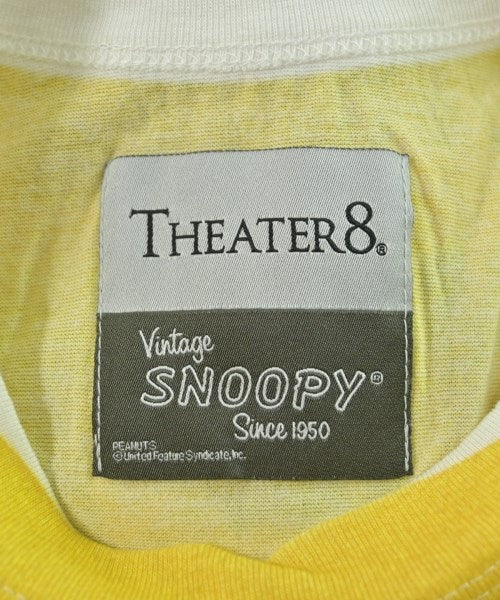 THEATER8®
Vintage
SNOOPY®
Since 1950
PEANUTS
©United Feature Syndicate, Inc.